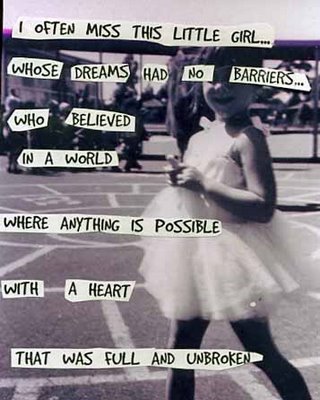 I OFTEN MISS THIS LITTLE GIRL...
WHOSE DREAMS HAD NO BARRIERS...
WHO BELIEVED
IN A WORLD
WHERE ANYTHING IS POSSIBLE
WITH A HEART
THAT WAS FULL AND UNBROKEN